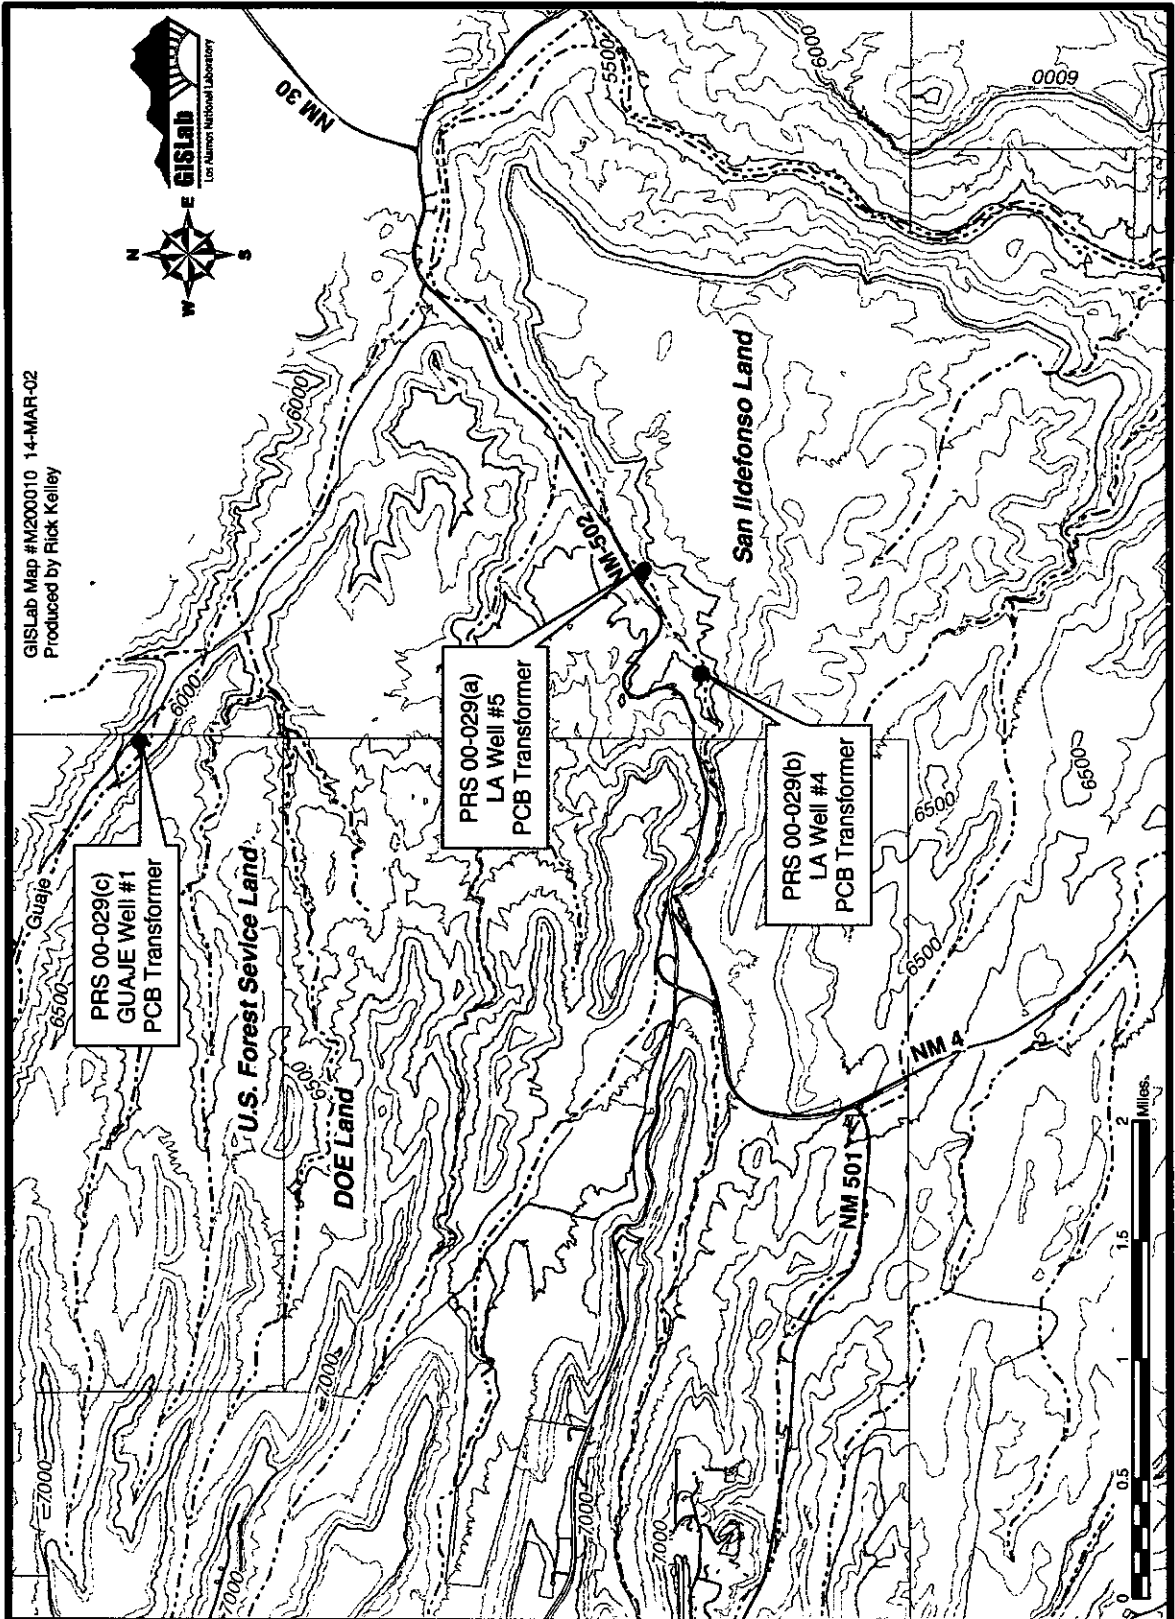 GISLab Map #M200010 14-MAR-02
Produced by Rick Kelley
N
W
E
S
GISLab
Los Alamos National Laboratory
NM 30
6000
5500
6000
6000
Guaje
6500
6000
PRS 00-029(c)
GUAJE Well #1
PCB Transformer
U.S. Forest Sevice Land
6500
DOE Land
PRS 00-029(a)
LA Well #5
PCB Transformer
NM 502
San Ildefonso Land
PRS 00-029(b)
LA Well #4
PCB Transformer
6500
6500
6500
NM 4
NM 501
7000
7000
7000
7000
7000
0
0.5
1
1.5
2
Miles